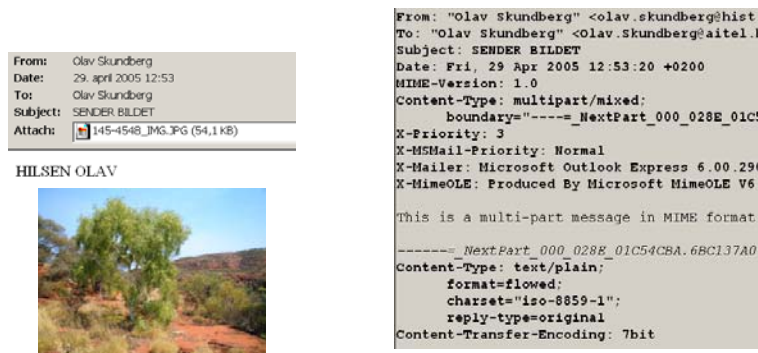 From: Olav Skundberg
Date: 29. april 2005 12:53
To: Olav Skundberg
Subject: SENDER BILDET
Attach: 145-4548_IMG.JPG (54,1 KB)
HILSEN OLAV
From: "Olav Skundberg" <olav.skundberg@hist
To: "Olav Skundberg" <Olav.Skundberg@aitel.
Subject: SENDER BILDET
Date: Fri, 29 Apr 2005 12:53:20 +0200
MIME-Version: 1.0
Content-Type: multipart/mixed;
boundary="----=_NextPart_000_028E_01C5
X-Priority: 3
X-MSMail-Priority: Normal
X-Mailer: Microsoft Outlook Express 6.00.290
X-MimeOLE: Produced By Microsoft MimeOLE V6
This is a multi-part message in MIME format
------=_NextPart_000_028E_01C54CBA.6BC137A0
Content-Type: text/plain;
format=flowed;
charset="iso-8859-1";
reply-type=original
Content-Transfer-Encoding: 7bit